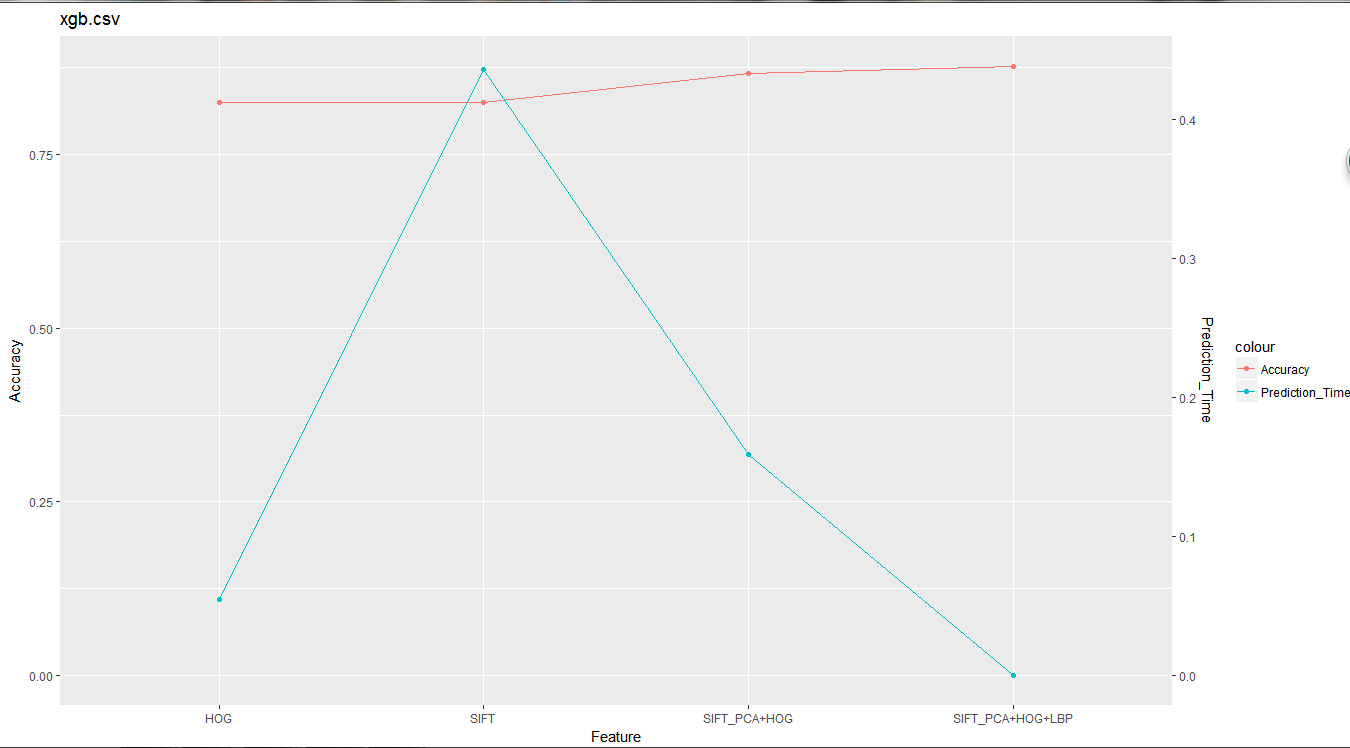 xgb.csv
Accuracy
0.75
0.50
0.25
0.00
0.4
0.3
0.2
0.1
0.0
Prediction_Time
HOG
SIFT
SIFT_PCA+HOG
SIFT_PCA+HOG+LBP
Feature
colour
Accuracy
Prediction_Time